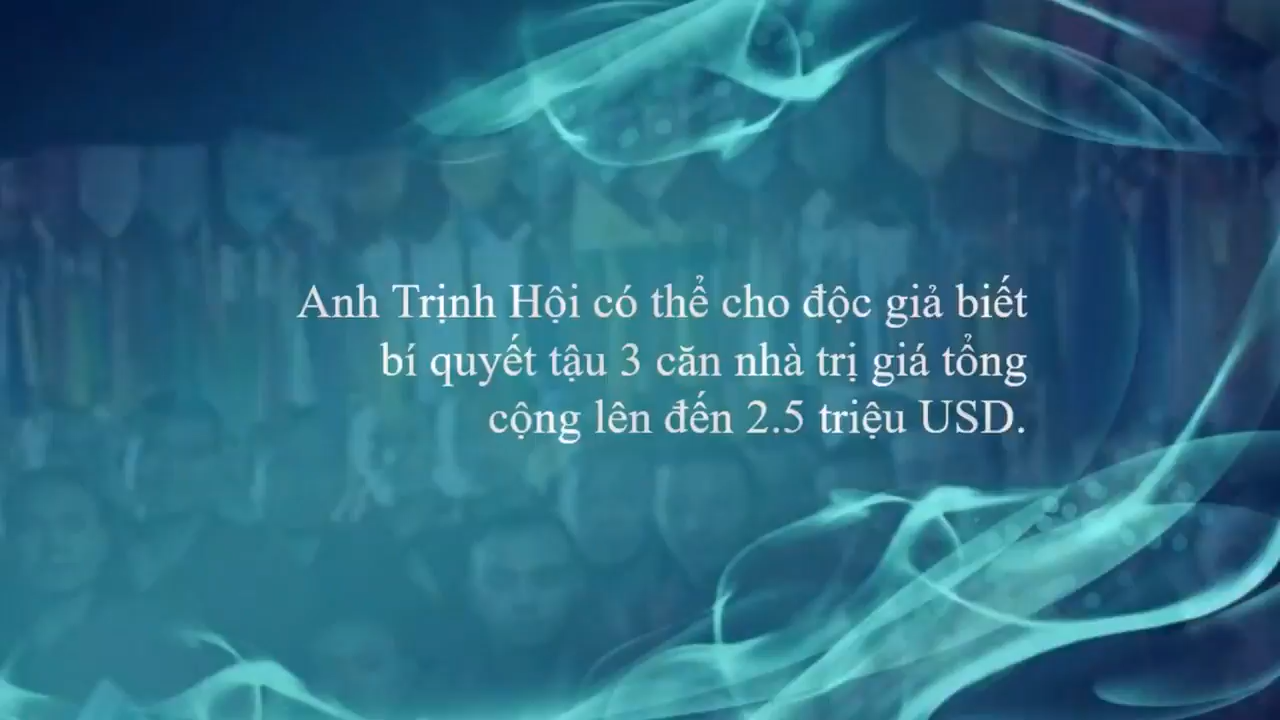 Anh Trịnh Hội có thể cho độc giả biết
bí quyết tậu 3 căn nhà trị giá tổng
cộng lên đến 2.5 triệu USD.